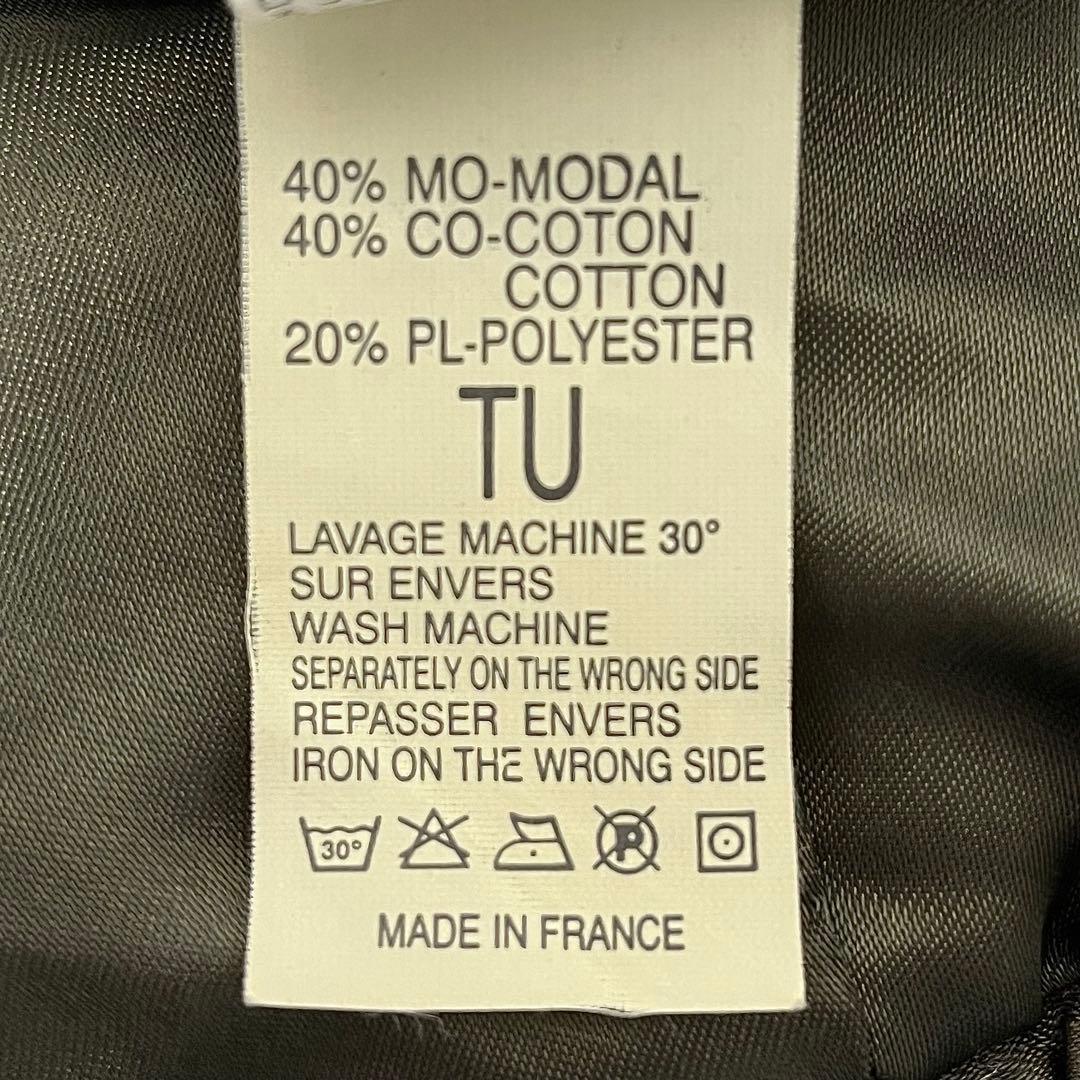 40% MO-MODAL
40% CO-COTON
COTTON
20% PL-POLYESTER
TU
LAVAGE MACHINE 30°
SUR ENVERS
WASH MACHINE
SEPARATELY ON THE WRONG SIDE
REPASSER ENVERS
IRON ON THE WRONG SIDE
30° P
MADE IN FRANCE